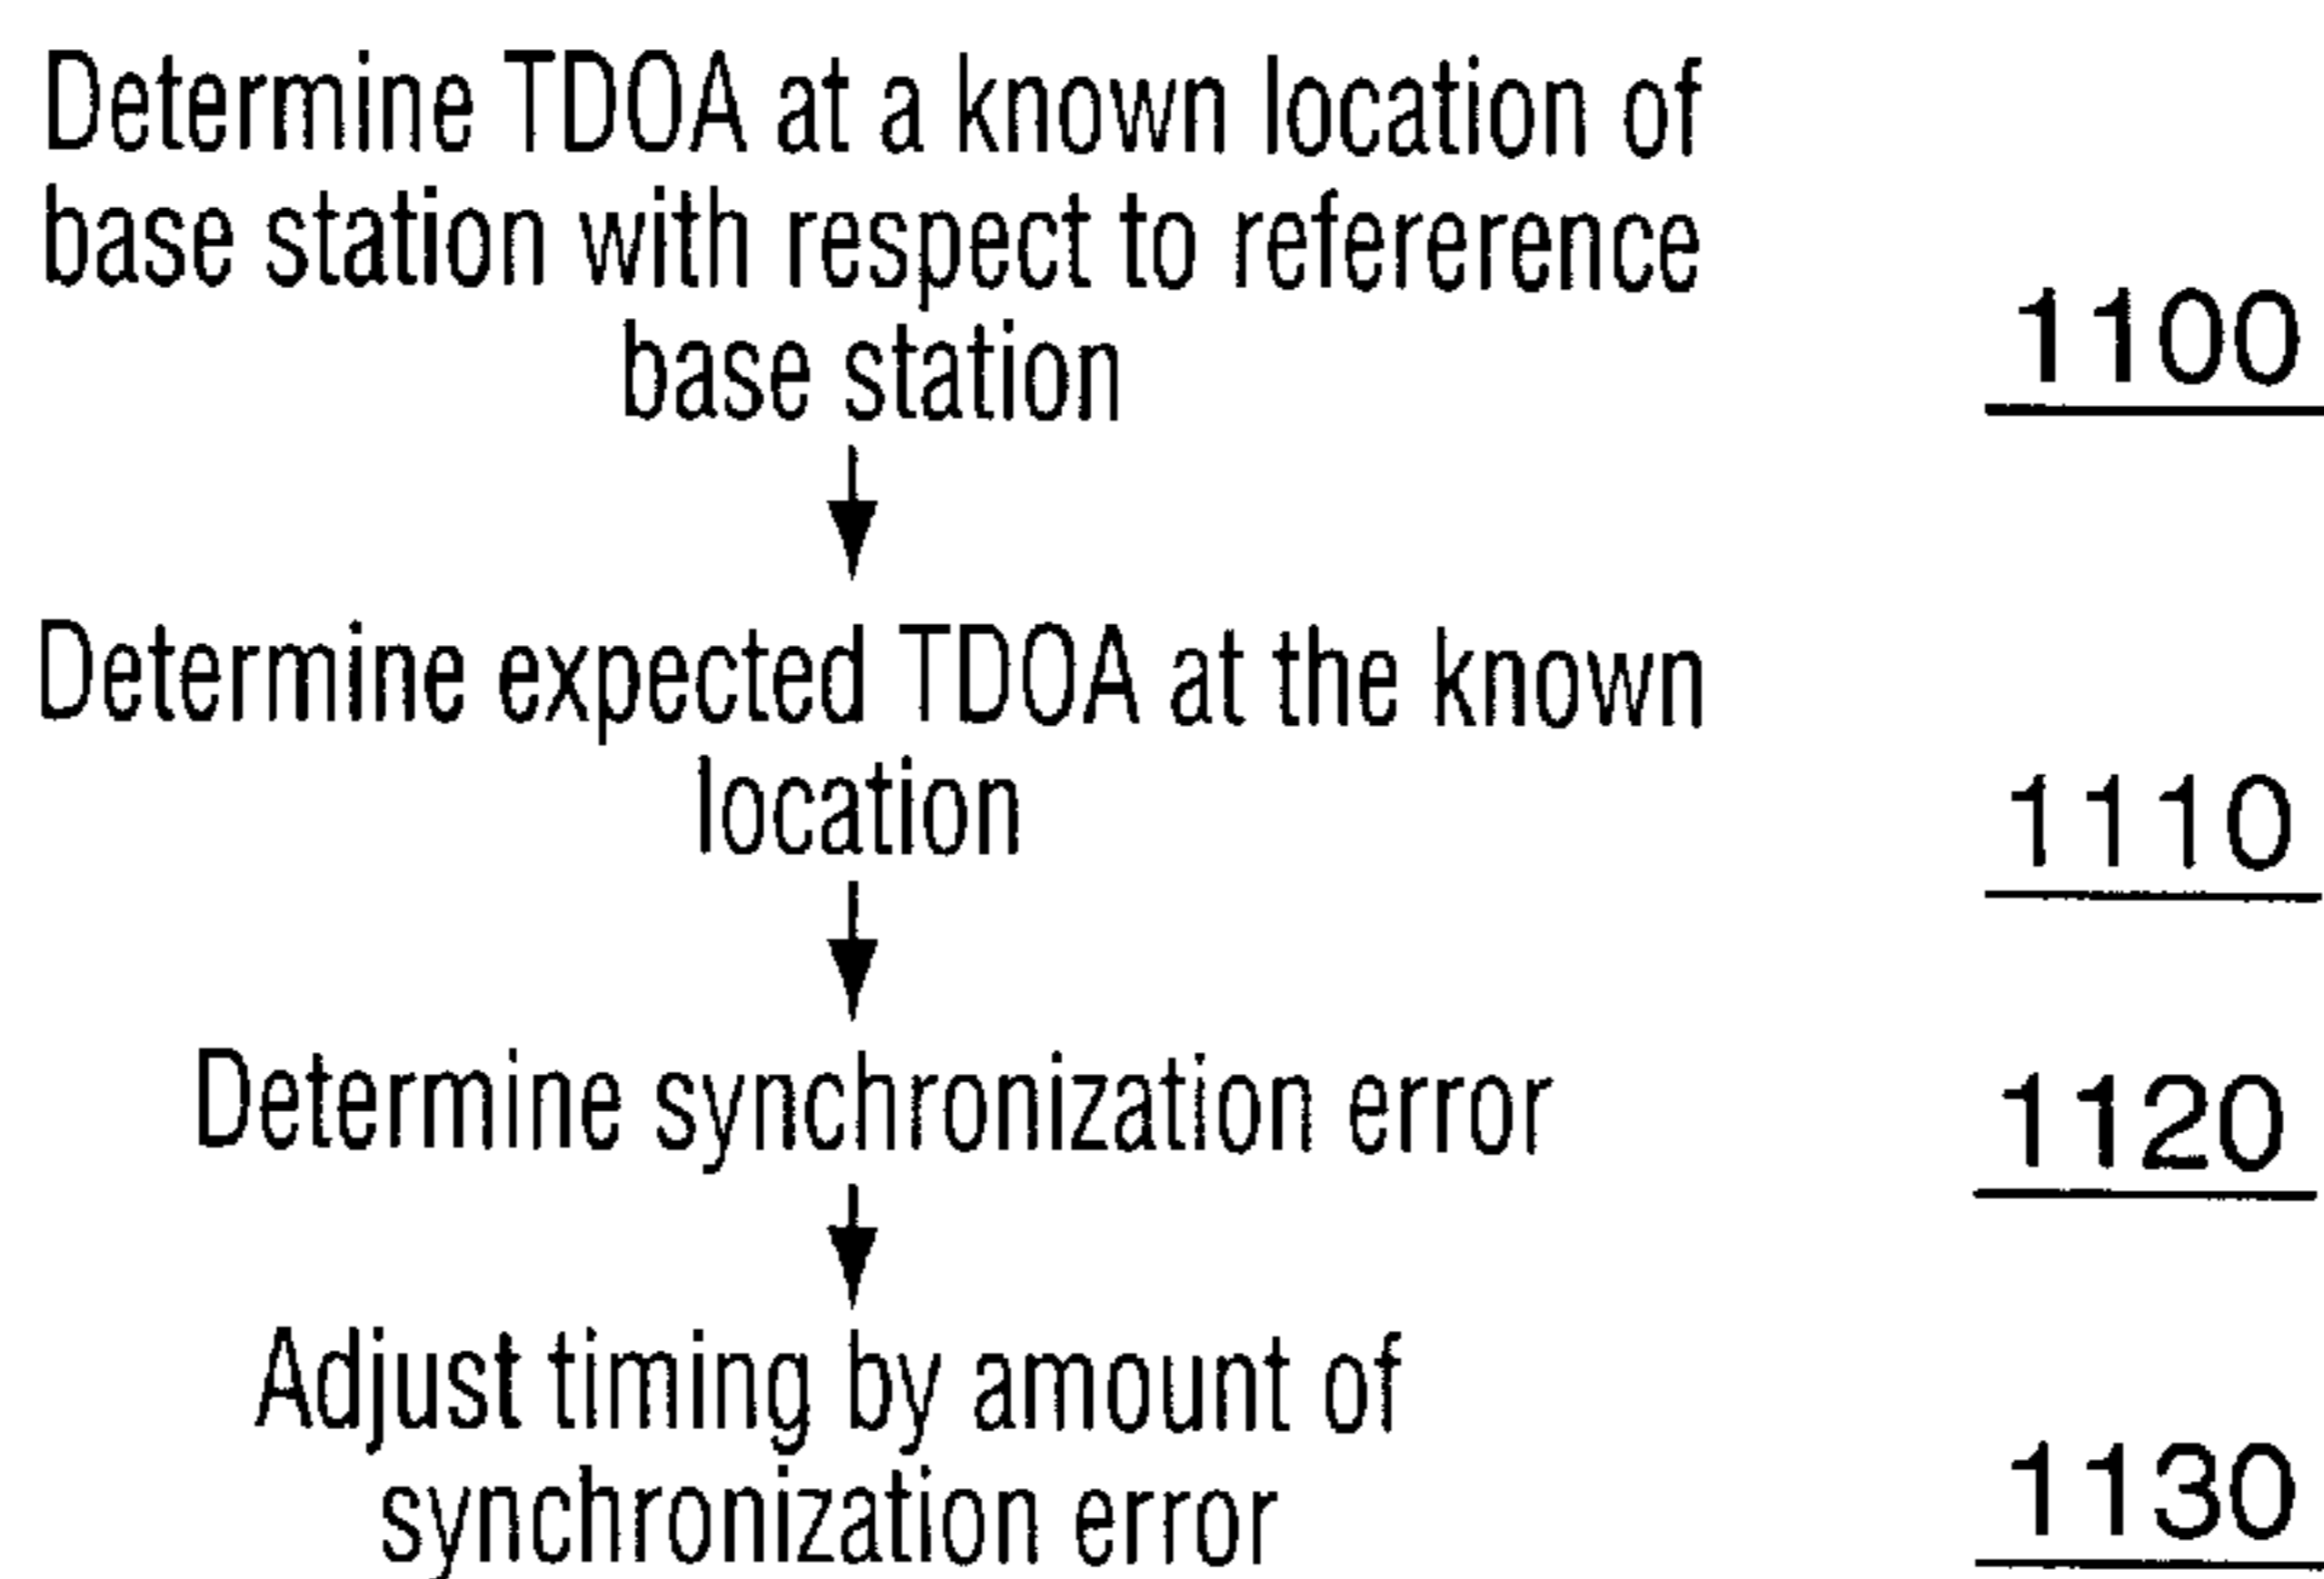 Determine TDOA at a known location of
base station with respect to refererence
base station
1100
Determine expected TDOA at the known
location
1110
Determine synchronization error
1120
Adjust timing by amount of
synchronization error
1130